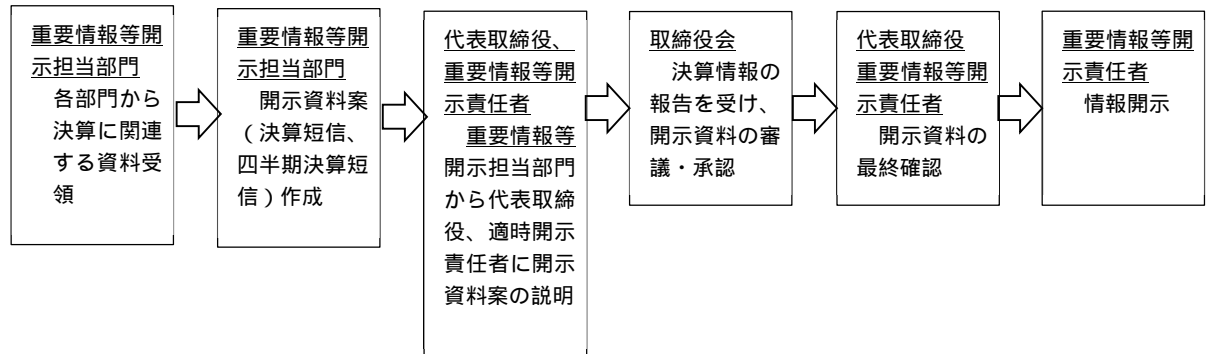 重要情報等開
示担当部門
各部門から
決算に関連
する資料受
領
重要情報等開
示担当部門
開示資料案
(決算短信、
四半期決算短
信)作成
代表取締役、
重要情報等開
示責任者
重要情報等
開示担当部門
から代表取締
役、適時開示
責任者に開示
資料案の説明
取締役会
決算情報の
報告を受け、
開示資料の審
議・承認
代表取締役
重要情報等開
示責任者
開示資料の
最終確認
重要情報等開
示責任者
情報開示